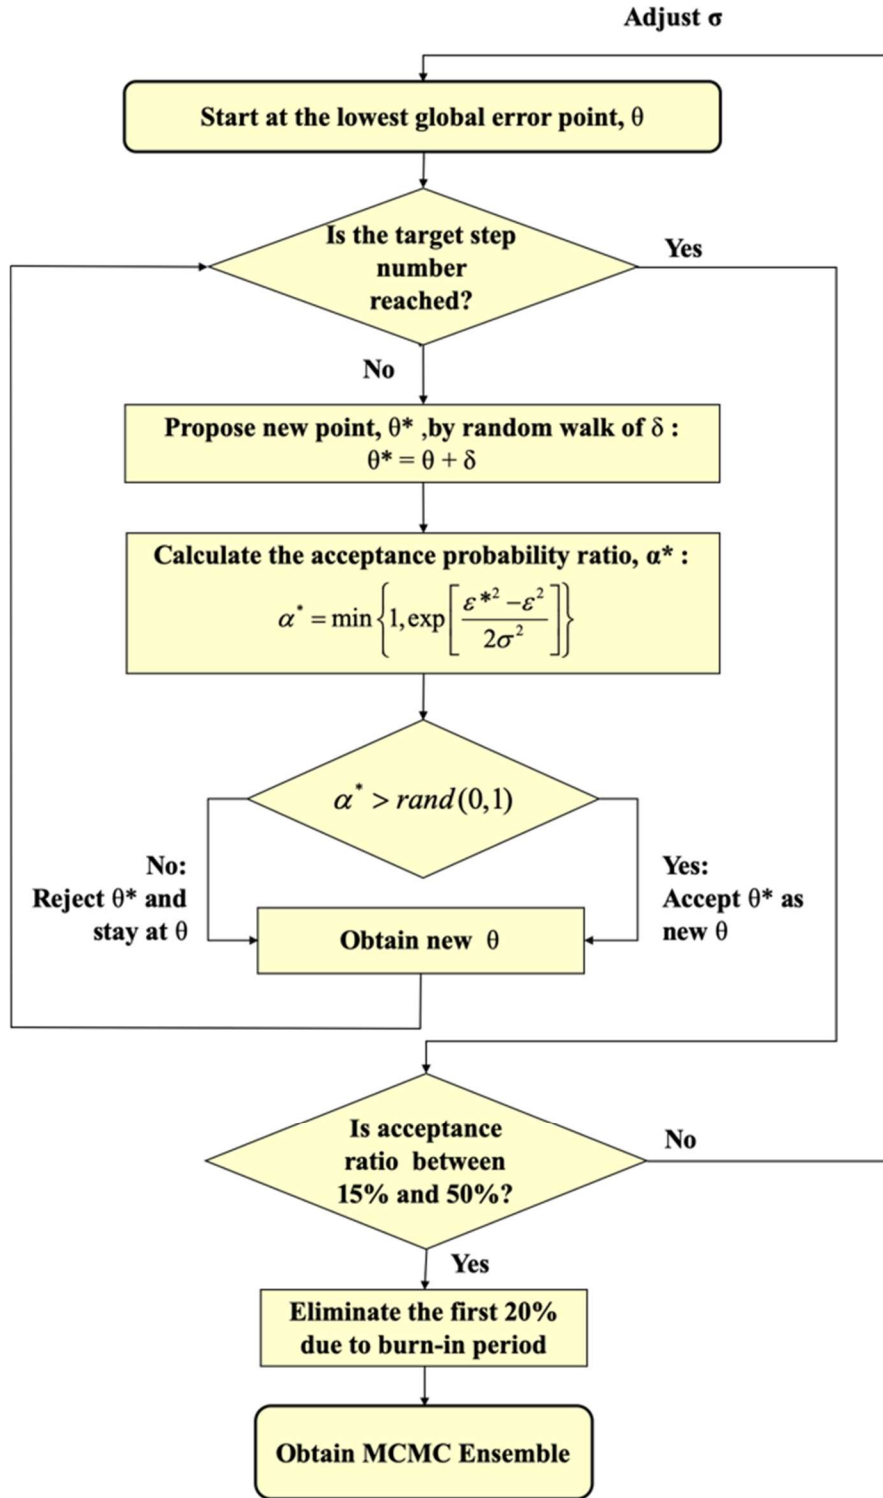 Adjust σ
Start at the lowest global error point, θ
Is the target step
number
reached?
Yes
No
Propose new point, θ* ,by random walk of δ :
θ* = θ + δ
Calculate the acceptance probability ratio, α* :
α* = min{1, exp[(ε*² − ε²) / 2σ²]}
α* > rand(0,1)
No:
Reject θ* and
stay at θ
Yes:
Accept θ* as
new θ
Obtain new θ
Is acceptance
ratio between
15% and 50%?
No
Yes
Eliminate the first 20%
due to burn-in period
Obtain MCMC Ensemble